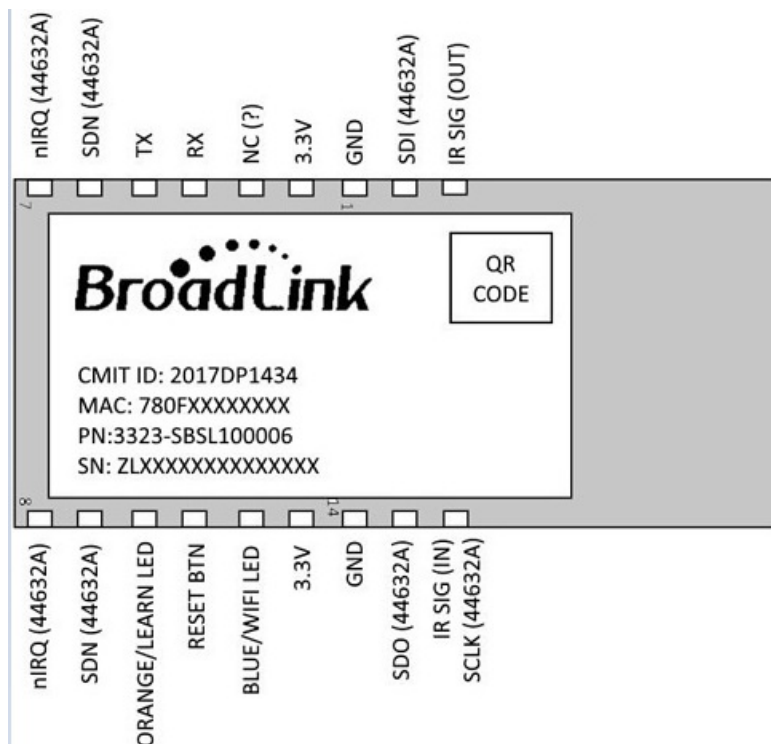 nIRQ (44632A)
SDN (44632A)
TX
RX
NC (?)
3.3V
GND
SDI (44632A)
IR SIG (OUT)
7
1
BroadLink
QR
CODE
CMIT ID: 2017DP1434
MAC: 780FXXXXXXXX
PN:3323-SBSL100006
SN: ZLXXXXXXXXXXXXXX
8
14
nIRQ (44632A)
SDN (44632A)
ORANGE/LEARN LED
RESET BTN
BLUE/WIFI LED
3.3V
GND
SDO (44632A)
IR SIG (IN)
SCLK (44632A)